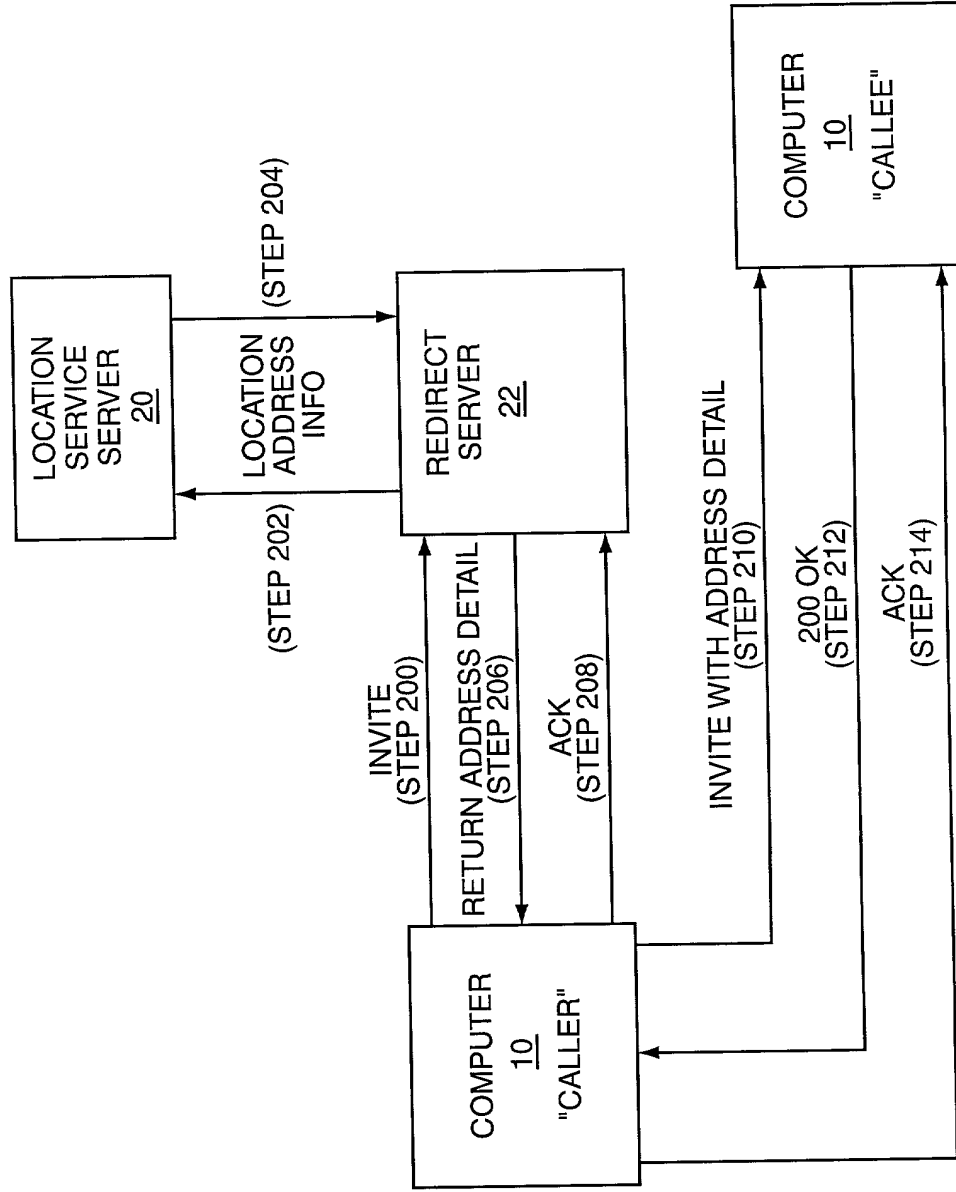 LOCATION
SERVICE
SERVER
20
(STEP 202)
LOCATION
ADDRESS
INFO
(STEP 204)
REDIRECT
SERVER
22
INVITE
(STEP 200)
RETURN ADDRESS DETAIL
(STEP 206)
ACK
(STEP 208)
COMPUTER
10
"CALLER"
INVITE WITH ADDRESS DETAIL
(STEP 210)
200 OK
(STEP 212)
ACK
(STEP 214)
COMPUTER
10
"CALLEE"